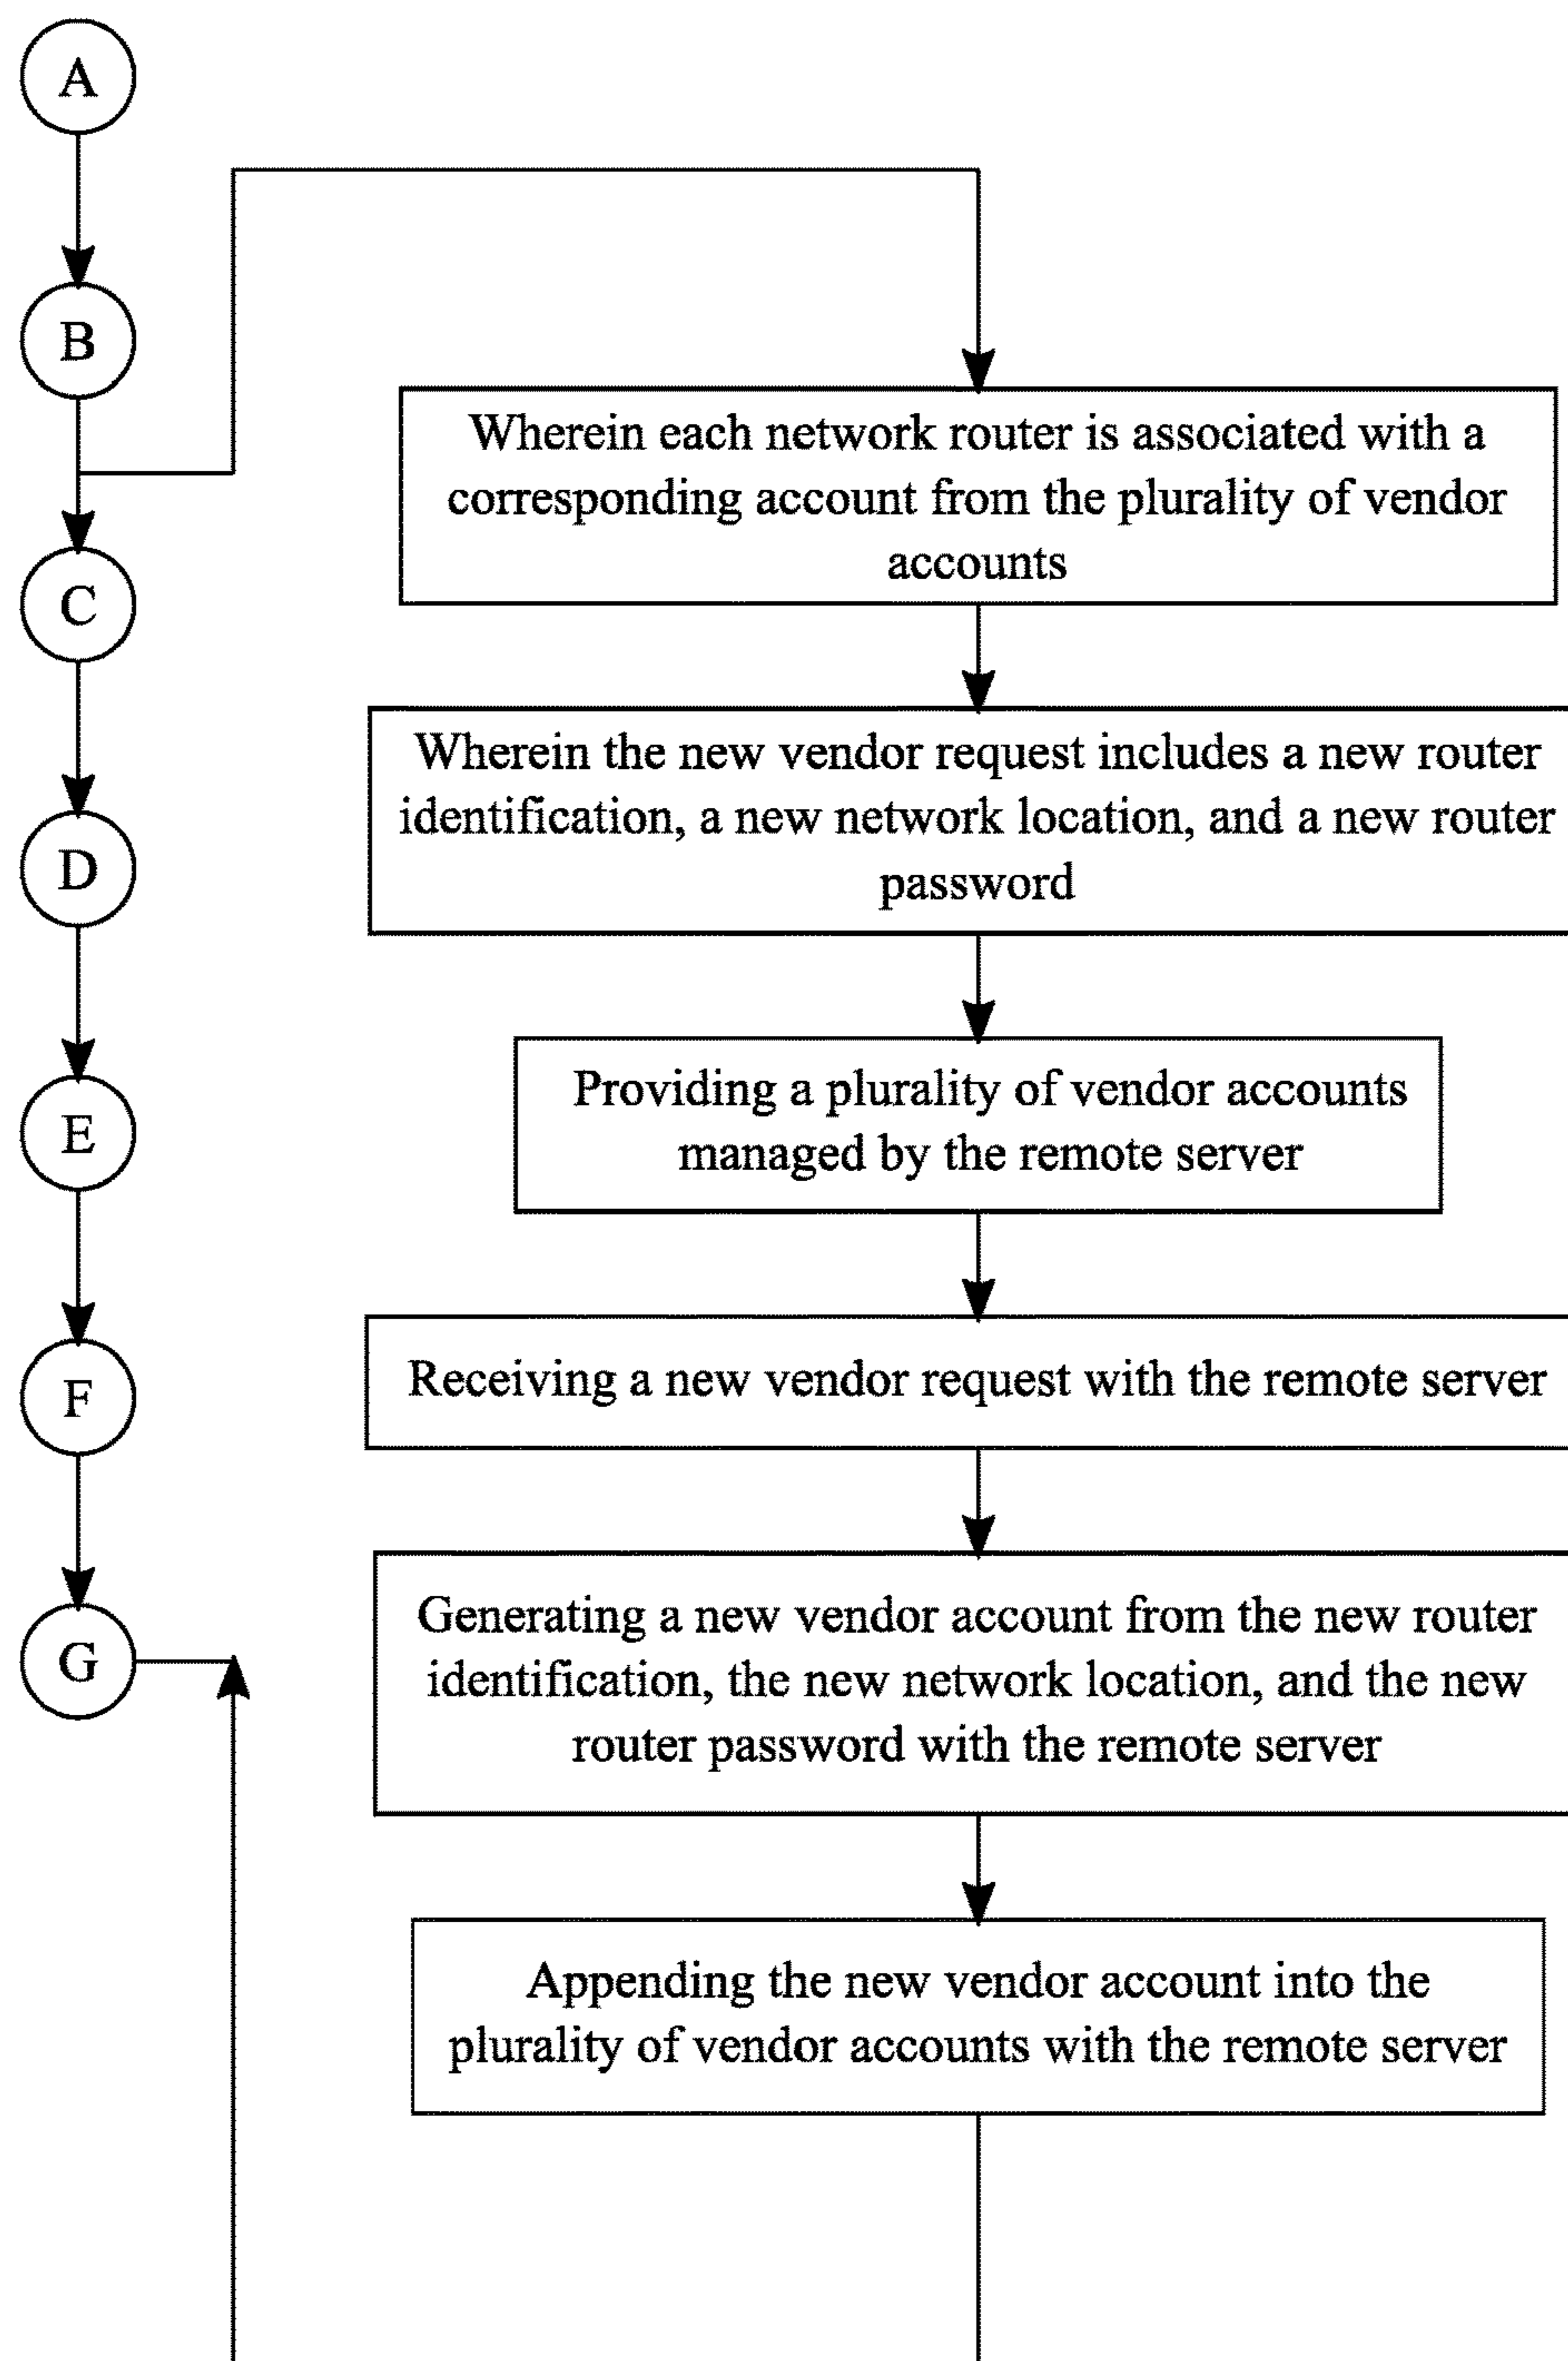 A
B
C
D
E
F
G
Wherein each network router is associated with a
corresponding account from the plurality of vendor
accounts
Wherein the new vendor request includes a new router
identification, a new network location, and a new router
password
Providing a plurality of vendor accounts
managed by the remote server
Receiving a new vendor request with the remote server
Generating a new vendor account from the new router
identification, the new network location, and the new
router password with the remote server
Appending the new vendor account into the
plurality of vendor accounts with the remote server